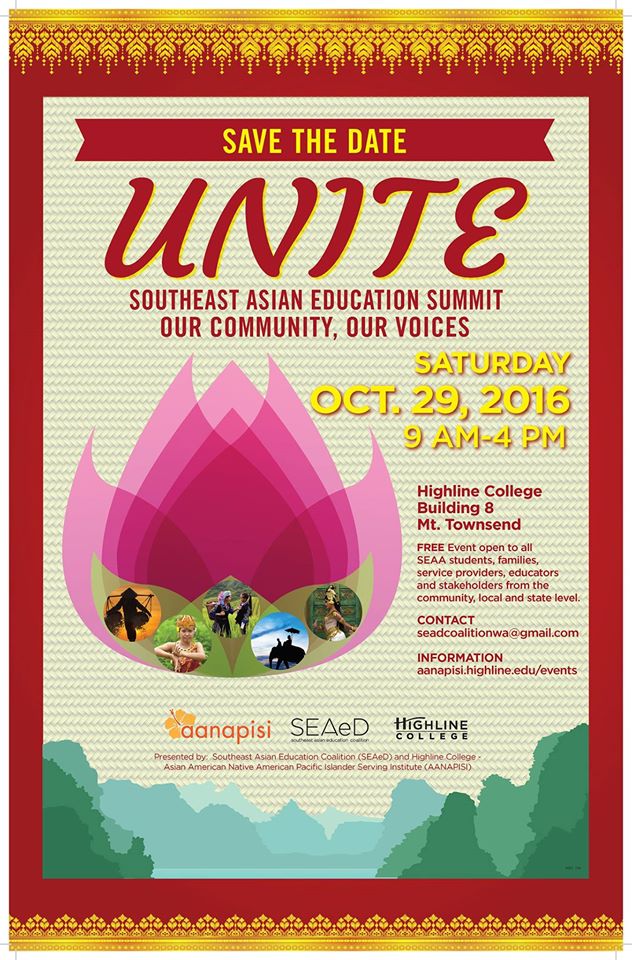 SAVE THE DATE
UNITE
SOUTHEAST ASIAN EDUCATION SUMMIT
OUR COMMUNITY, OUR VOICES
SATURDAY
OCT. 29, 2016
9 AM-4 PM
Highline College
Building 8
Mt. Townsend
FREE Event open to all
SEAA students, families,
service providers, educators
and stakeholders from the
community, local and state level.
CONTACT
seadcoalitionwa@gmail.com
INFORMATION
aanapisi.highline.edu/events
aanapisi
SEAeD
southeast asian education coalition
HIGHLINE
COLLEGE
Presented by: Southeast Asian Education Coalition (SEAeD) and Highline College -
Asian American Native American Pacific Islander Serving Institute (AANAPISI)